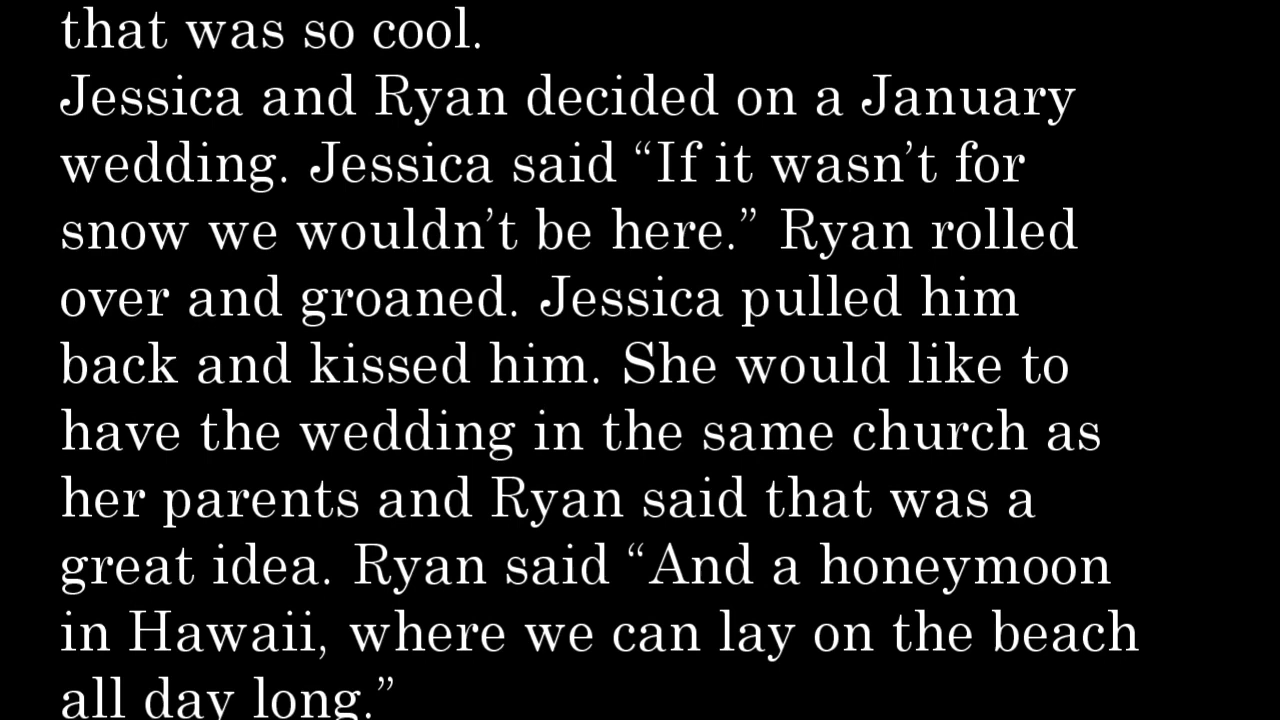 that was so cool.
Jessica and Ryan decided on a January
wedding. Jessica said “If it wasn’t for
snow we wouldn’t be here.” Ryan rolled
over and groaned. Jessica pulled him
back and kissed him. She would like to
have the wedding in the same church as
her parents and Ryan said that was a
great idea. Ryan said “And a honeymoon
in Hawaii, where we can lay on the beach
all day long.”